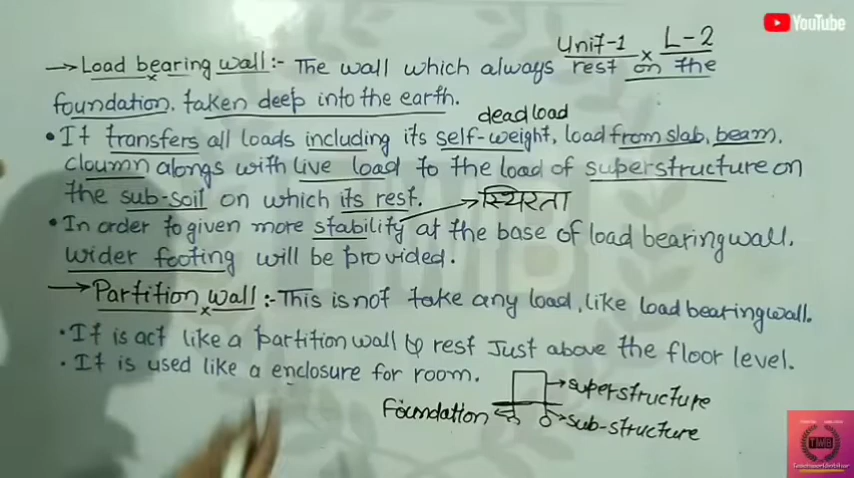 YouTube
Unit-1 x L-2
→ Load bearing wall :- The wall which always rest on the
foundation. taken deep into the earth.
dead load
• It transfers all loads including its self-weight, load from slab, beam,
cloumn alongs with live load to the load of superstructure on
the sub-soil on which its rest.
→ स्थिरता
• In order to given more stability at the base of load bearing wall.
wider footing will be provided.
→ Partition wall :- This is not take any load, like load bearing wall.
• It is act like a partition wall & rest Just above the floor level.
• It is used like a enclosure for room.
→ superstructure
Foundation
→ sub-structure
TWB